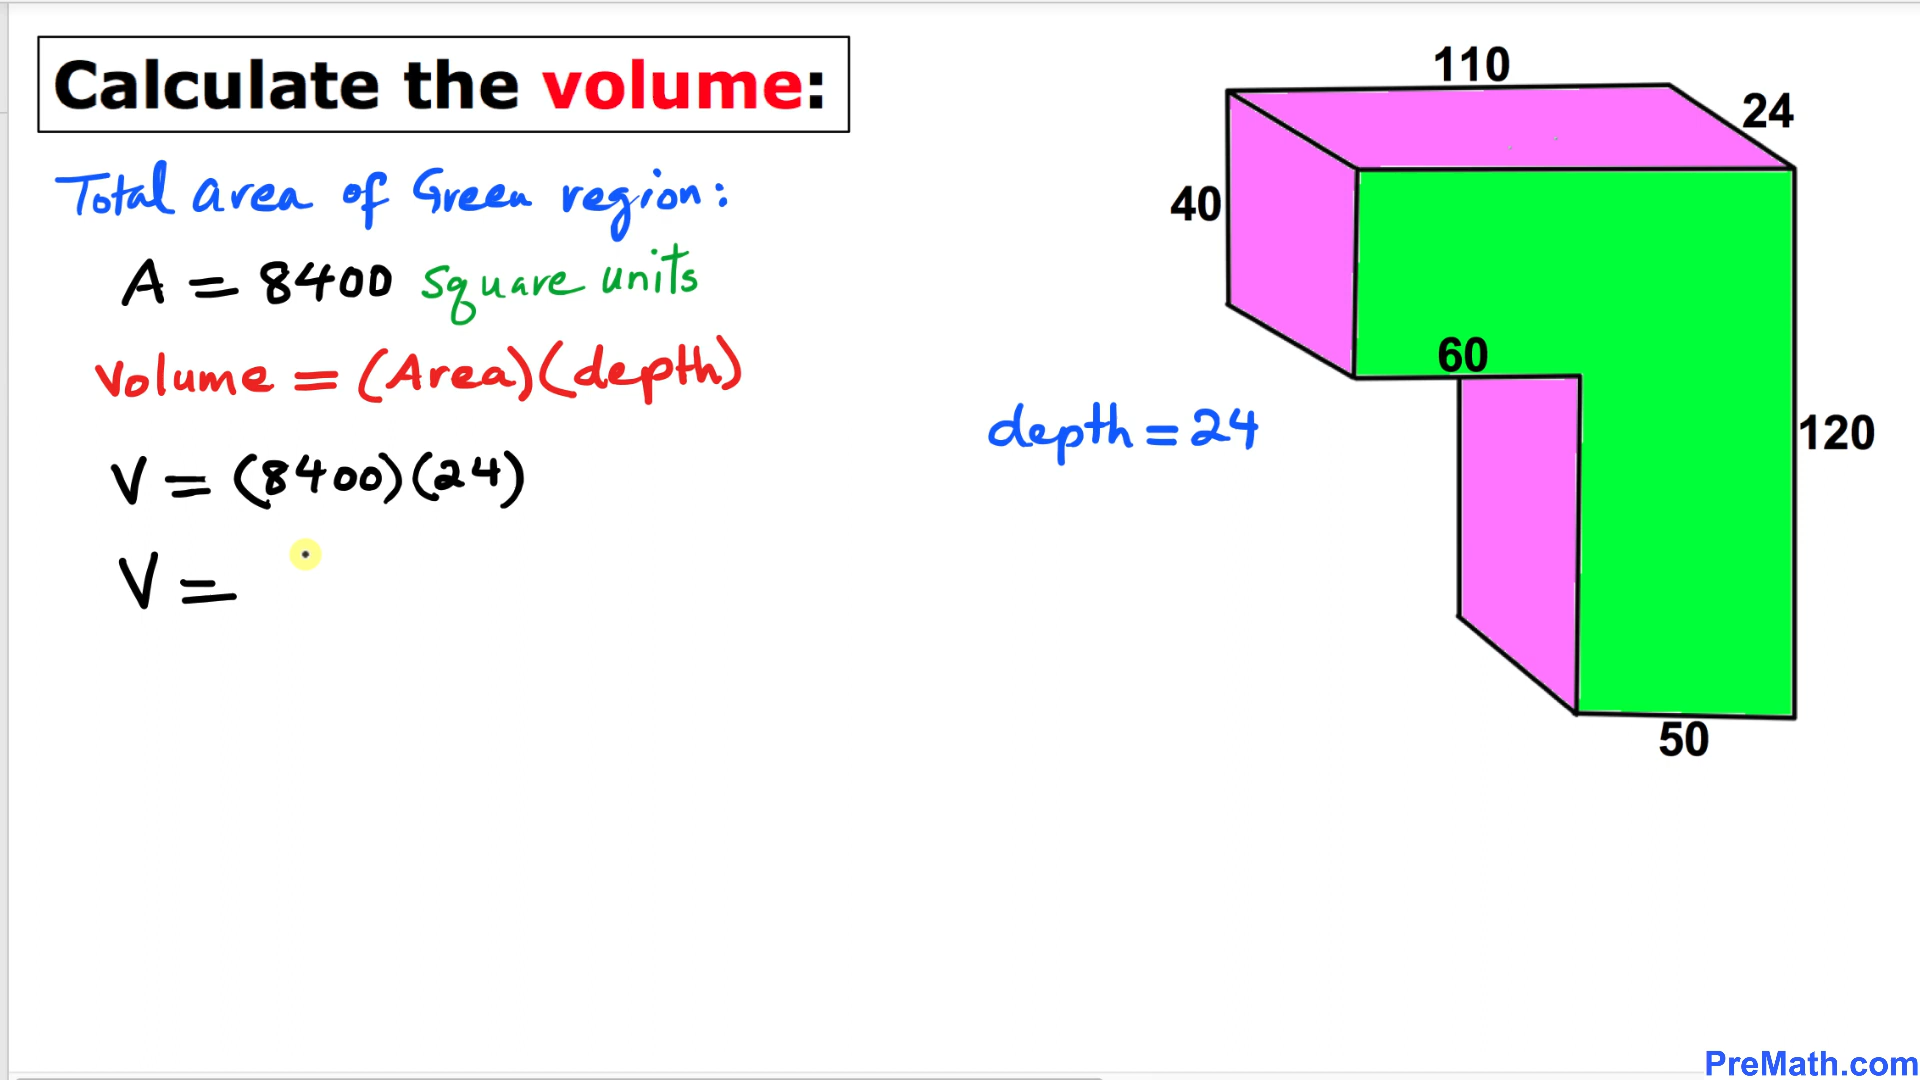 Calculate the volume:
Total area of Green region:
A = 8400 square units
Volume = (Area)(depth)
V = (8400)(24)
V =
110
24
40
60
depth = 24
120
50
PreMath.com